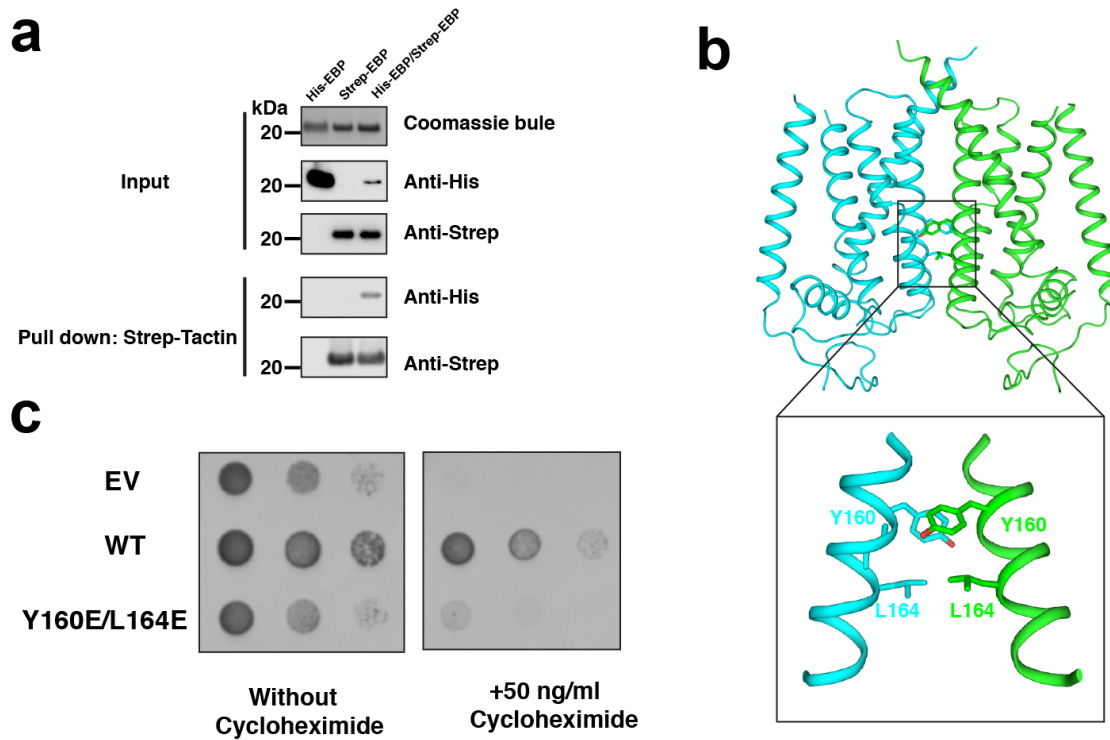 a
His-EBP
Strep-EBP
His-EBP/Strep-EBP
kDa
20
Coomassie bule
Input
20
Anti-His
20
Anti-Strep
20
Anti-His
Pull down: Strep-Tactin
20
Anti-Strep
b
Y160
Y160
L164
L164
c
EV
WT
Y160E/L164E
Without
Cycloheximide
+50 ng/ml
Cycloheximide